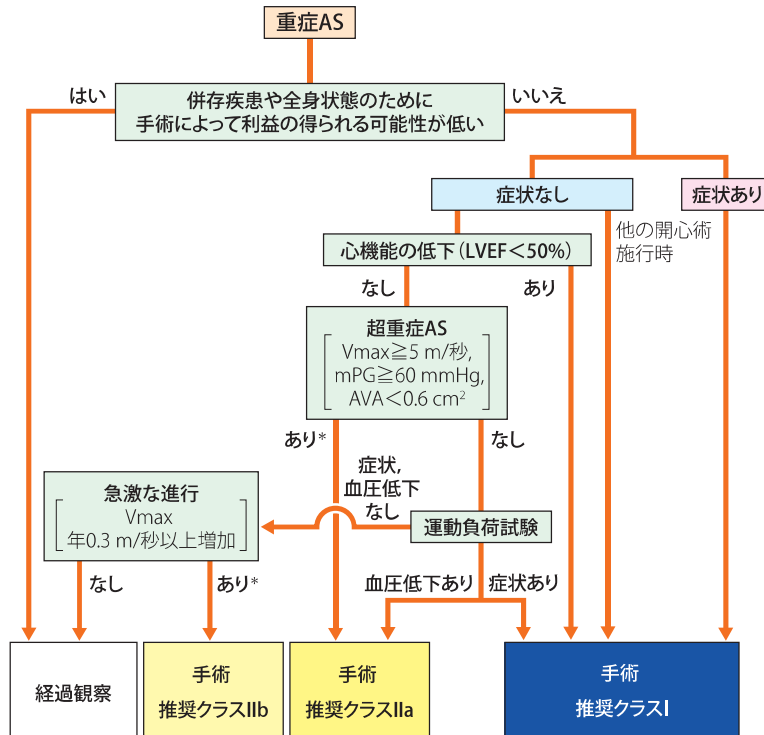 重症AS
はい
併存疾患や全身状態のために
手術によって利益の得られる可能性が低い
いいえ
症状なし
症状あり
他の開心術
施行時
心機能の低下(LVEF<50%)
なし
あり
超重症AS
Vmax≧5 m/秒,
mPG≧60 mmHg,
AVA<0.6 cm²
あり*
なし
症状,
血圧低下
なし
急激な進行
Vmax
年0.3 m/秒以上増加
運動負荷試験
なし
あり*
血圧低下あり
症状あり
経過観察
手術
推奨クラスIIb
手術
推奨クラスIIa
手術
推奨クラスI